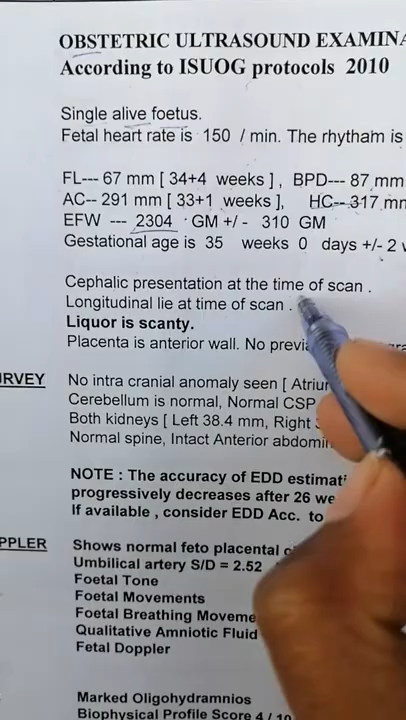 OBSTETRIC ULTRASOUND EXAMINA
According to ISUOG protocols 2010
Single alive foetus.
Fetal heart rate is 150 / min. The rhytham is
FL--- 67 mm [ 34+4 weeks ] , BPD--- 87 mm
AC-- 291 mm [ 33+1 weeks ], HC-- 317 mm
EFW --- 2304 GM +/- 310 GM
Gestational age is 35 weeks 0 days +/- 2
Cephalic presentation at the time of scan .
Longitudinal lie at time of scan .
Liquor is scanty.
Placenta is anterior wall. No previa
RVEY No intra cranial anomaly seen [ Atrium
Cerebellum is normal, Normal CSP
Both kidneys [ Left 38.4 mm, Right
Normal spine, Intact Anterior abdomin
NOTE : The accuracy of EDD estimati
progressively decreases after 26 we
If available , consider EDD Acc. to
PPLER Shows normal feto placental
Umbilical artery S/D = 2.52
Foetal Tone
Foetal Movements
Foetal Breathing Moveme
Qualitative Amniotic Fluid
Fetal Doppler
Marked Oligohydramnios
Biophysical Profile Score 4 / 10